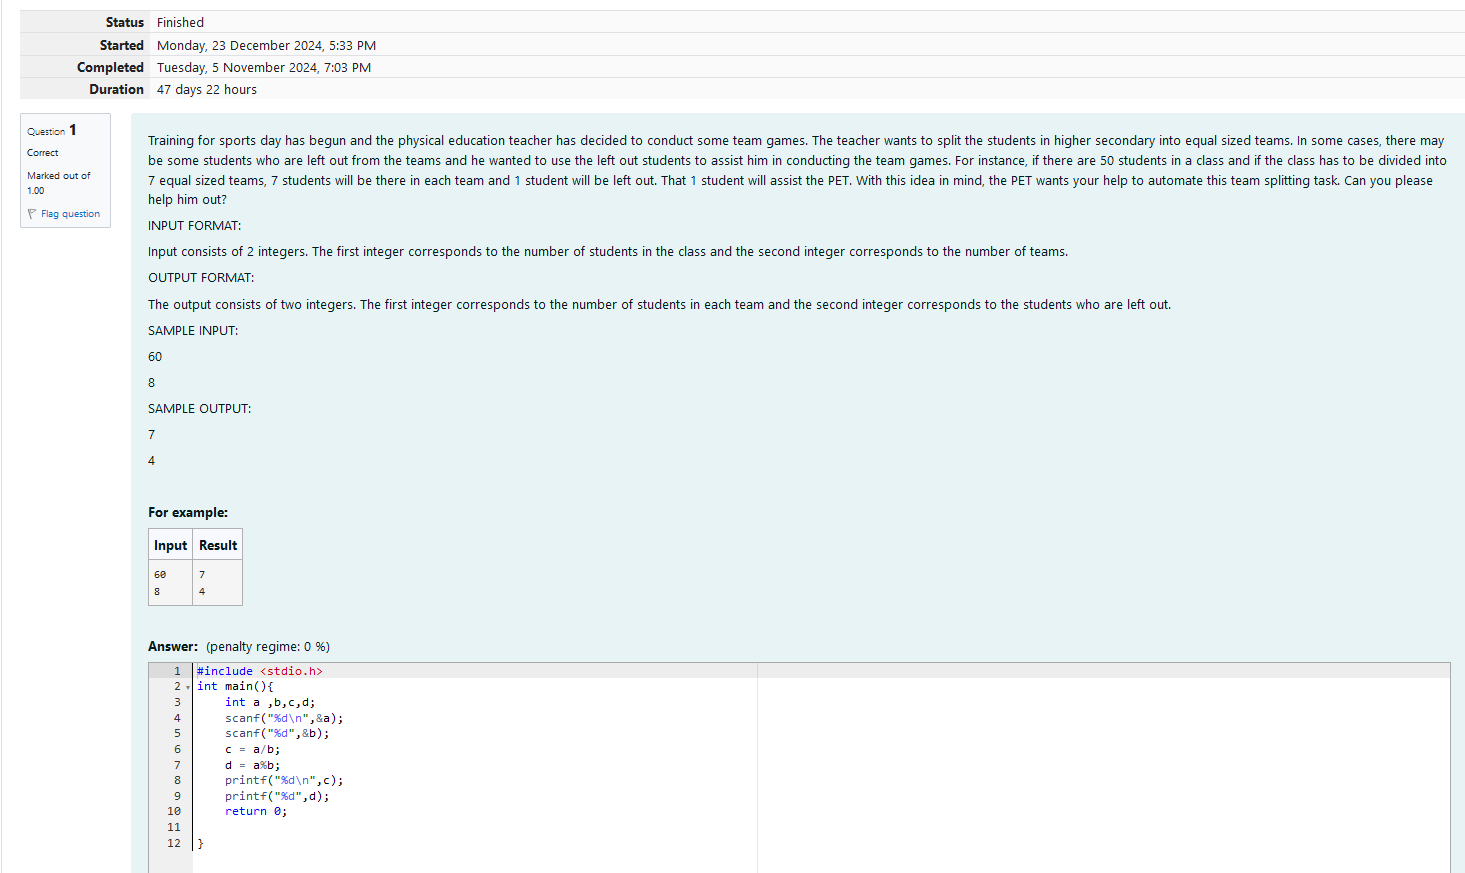 Status Finished
Started Monday, 23 December 2024, 5:33 PM
Completed Tuesday, 5 November 2024, 7:03 PM
Duration 47 days 22 hours
Question 1
Correct
Marked out of
1.00
Flag question
Training for sports day has begun and the physical education teacher has decided to conduct some team games. The teacher wants to split the students in higher secondary into equal sized teams. In some cases, there may
be some students who are left out from the teams and he wanted to use the left out students to assist him in conducting the team games. For instance, if there are 50 students in a class and if the class has to be divided into
7 equal sized teams, 7 students will be there in each team and 1 student will be left out. That 1 student will assist the PET. With this idea in mind, the PET wants your help to automate this team splitting task. Can you please
help him out?
INPUT FORMAT:
Input consists of 2 integers. The first integer corresponds to the number of students in the class and the second integer corresponds to the number of teams.
OUTPUT FORMAT:
The output consists of two integers. The first integer corresponds to the number of students in each team and the second integer corresponds to the students who are left out.
SAMPLE INPUT:
60
8
SAMPLE OUTPUT:
7
4
For example:
Input Result
60 7
8 4
Answer: (penalty regime: 0 %)
1 #include <stdio.h>
2 int main(){
3 int a ,b,c,d;
4 scanf("%d\n",&a);
5 scanf("%d",&b);
6 c = a/b;
7 d = a%b;
8 printf("%d\n",c);
9 printf("%d",d);
10 return 0;
11
12 }